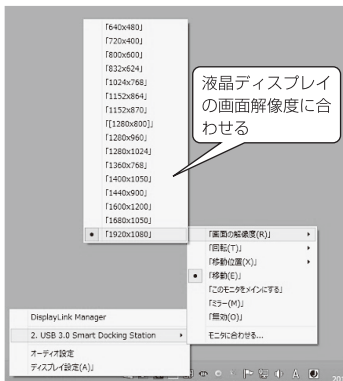 「640x480」
「720x400」
「800x600」
「832x624」
「1024x768」
「1152x864」
「1152x870」
「[1280x800]」
「1280x960」
「1280x1024」
「1360x768」
「1400x1050」
「1440x900」
「1600x1200」
「1680x1050」
「1920x1080」
液晶ディスプレイ
の画面解像度に合
わせる
「画面の解像度(R)」
「回転(T)」
「移動位置(X)」
「移動(E)」
「このモニタをメインにする」
「ミラー(M)」
「無効(O)」
モニタに合わせる...
DisplayLink Manager
2. USB 3.0 Smart Docking Station
オーディオ設定
ディスプレイ設定(A)」
A